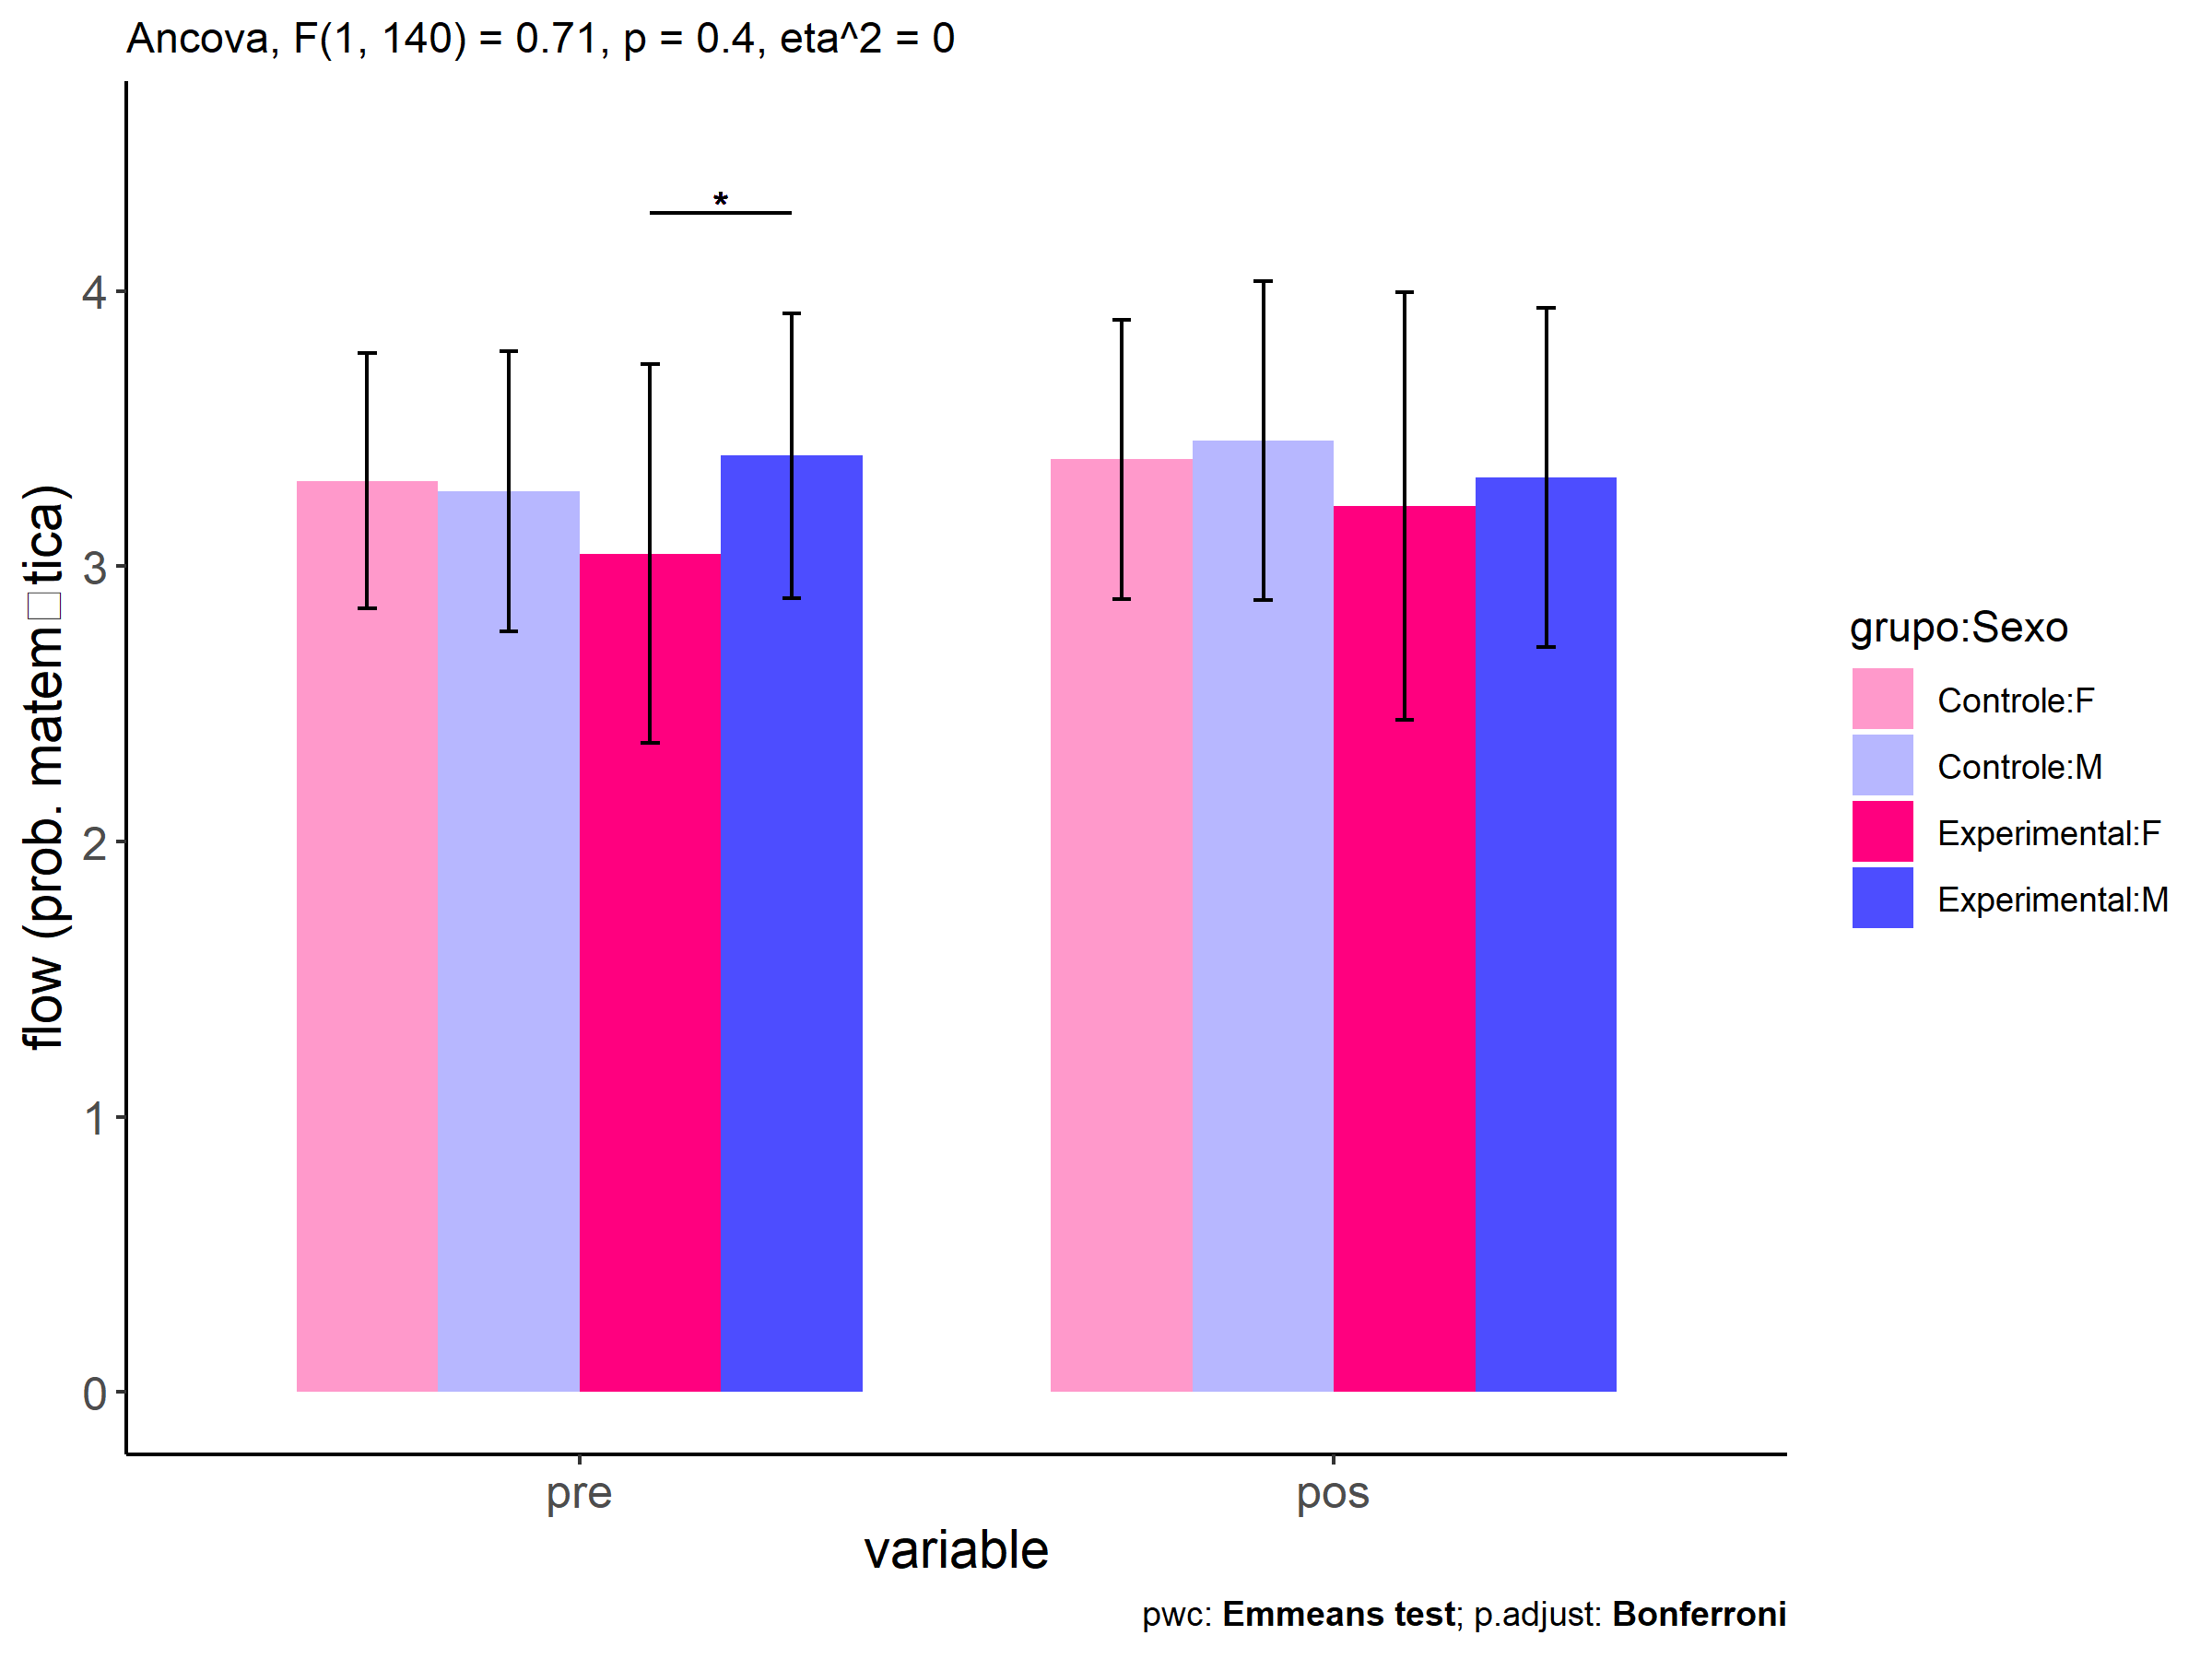 Ancova, F(1, 140) = 0.71, p = 0.4, eta^2 = 0
*
flow (prob. matem□tica)
4
3
2
1
0
pre
pos
variable
grupo:Sexo
Controle:F
Controle:M
Experimental:F
Experimental:M
pwc: Emmeans test; p.adjust: Bonferroni